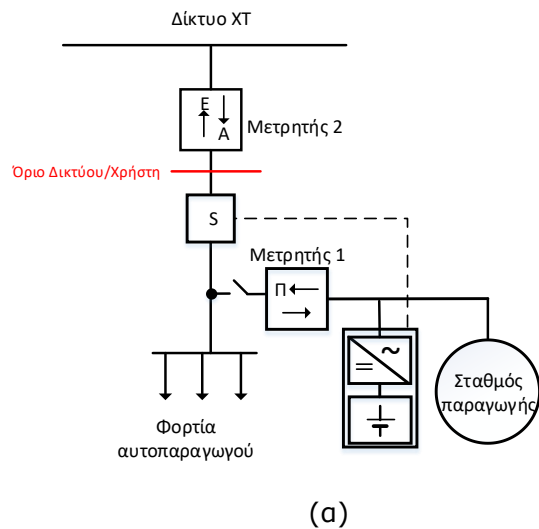 Δίκτυο ΧΤ
Ε
Α
Μετρητής 2
Όριο Δικτύου/Χρήστη
S
Μετρητής 1
Π
Σταθμός
παραγωγής
Φορτία
αυτοπαραγωγού
(α)